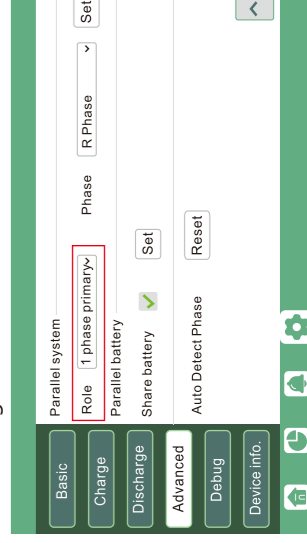 Basic
Charge
Discharge
Advanced
Debug
Device info.
Parallel system
Role 1 phase primary Phase R Phase Set
Parallel battery
Share battery Set
Auto Detect Phase Reset